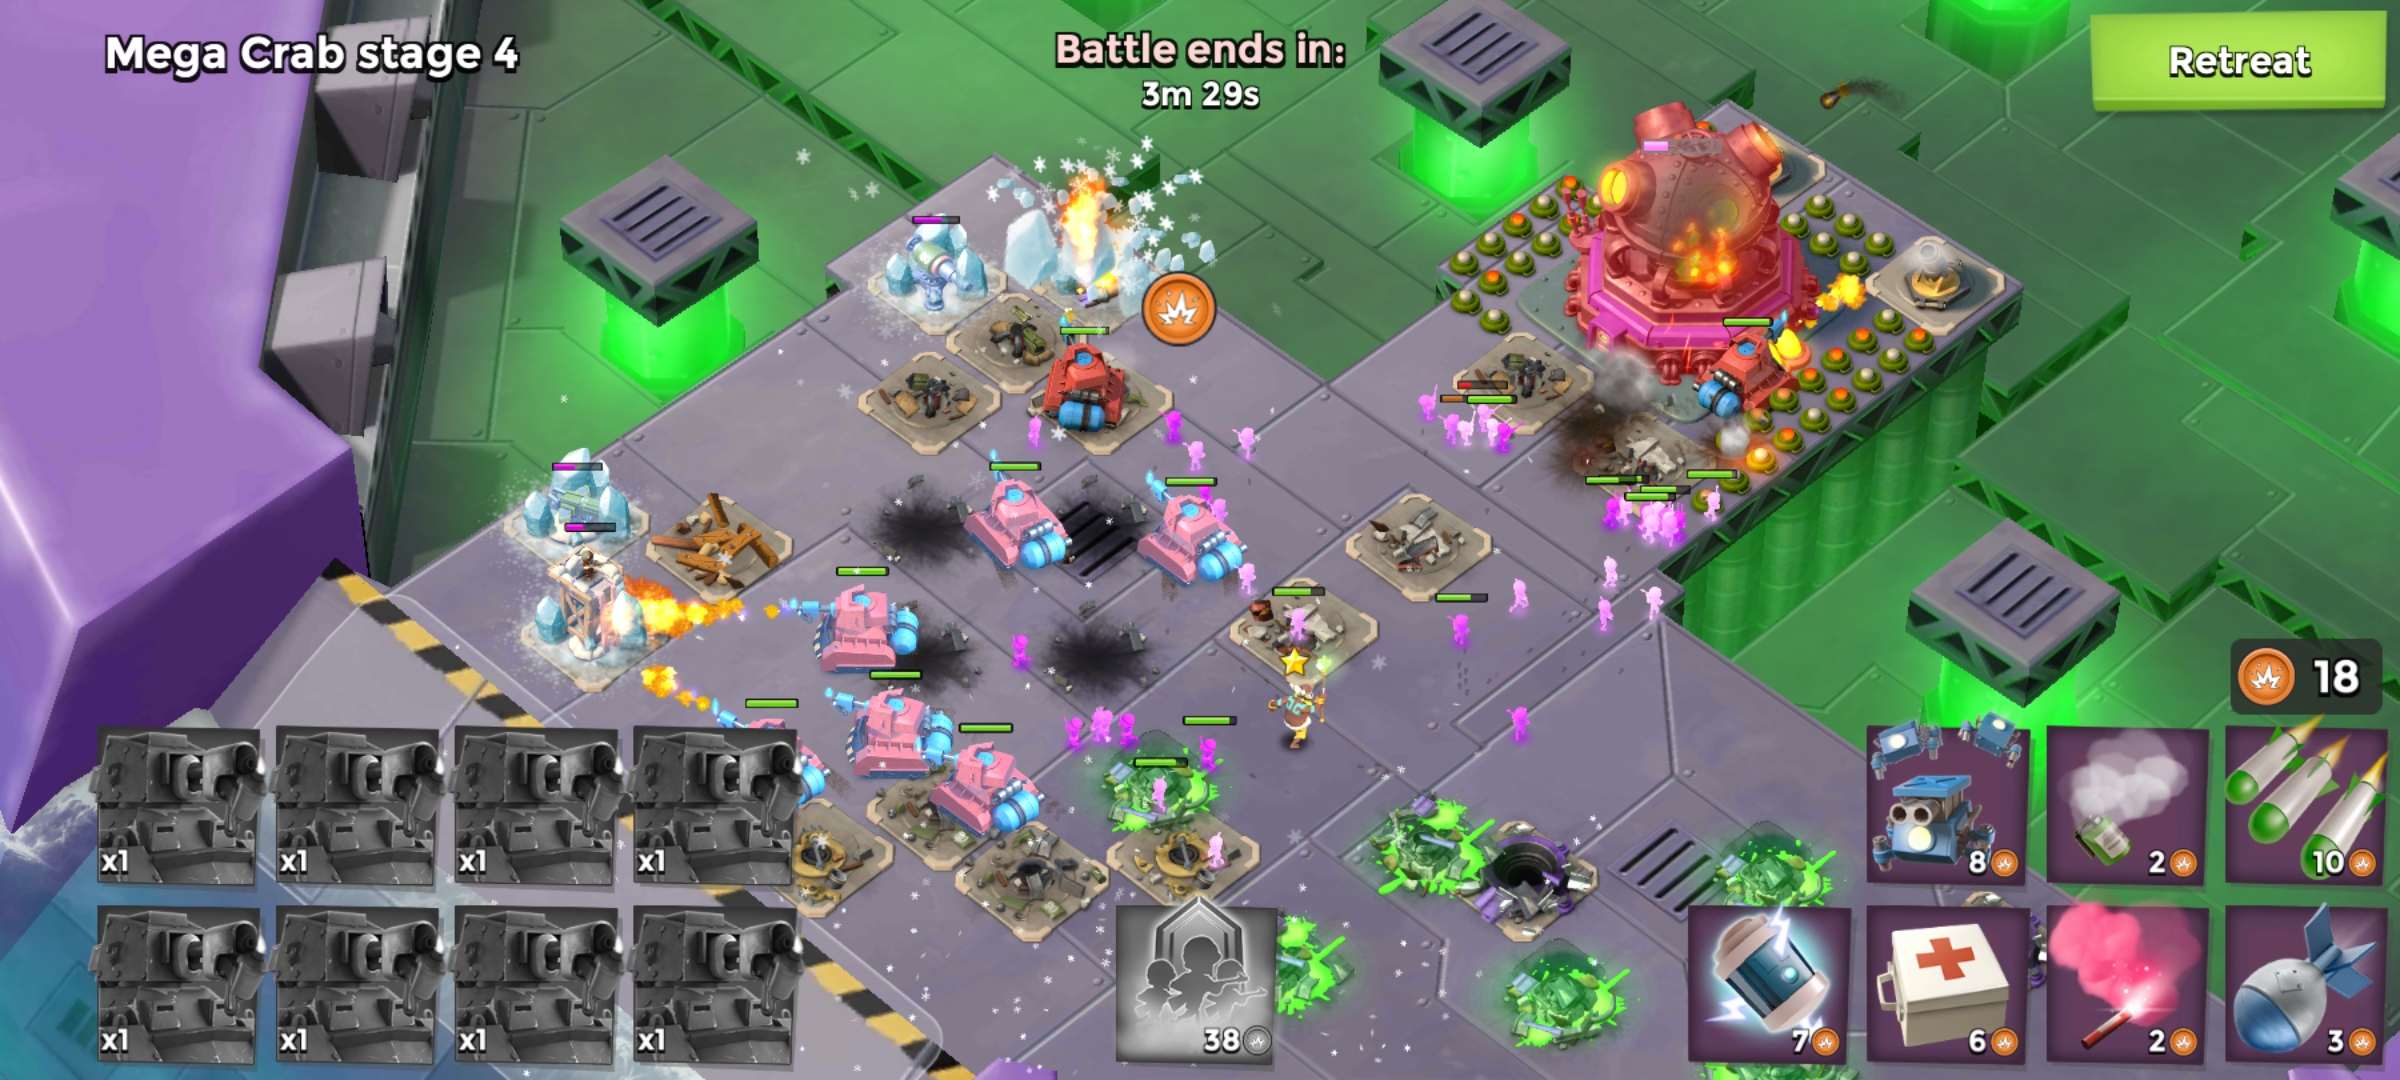 Mega Crab stage 4
Battle ends in:
3m 29s
Retreat
18
x1
x1
x1
x1
8
2
10
x1
x1
x1
x1
38
7
6
2
3